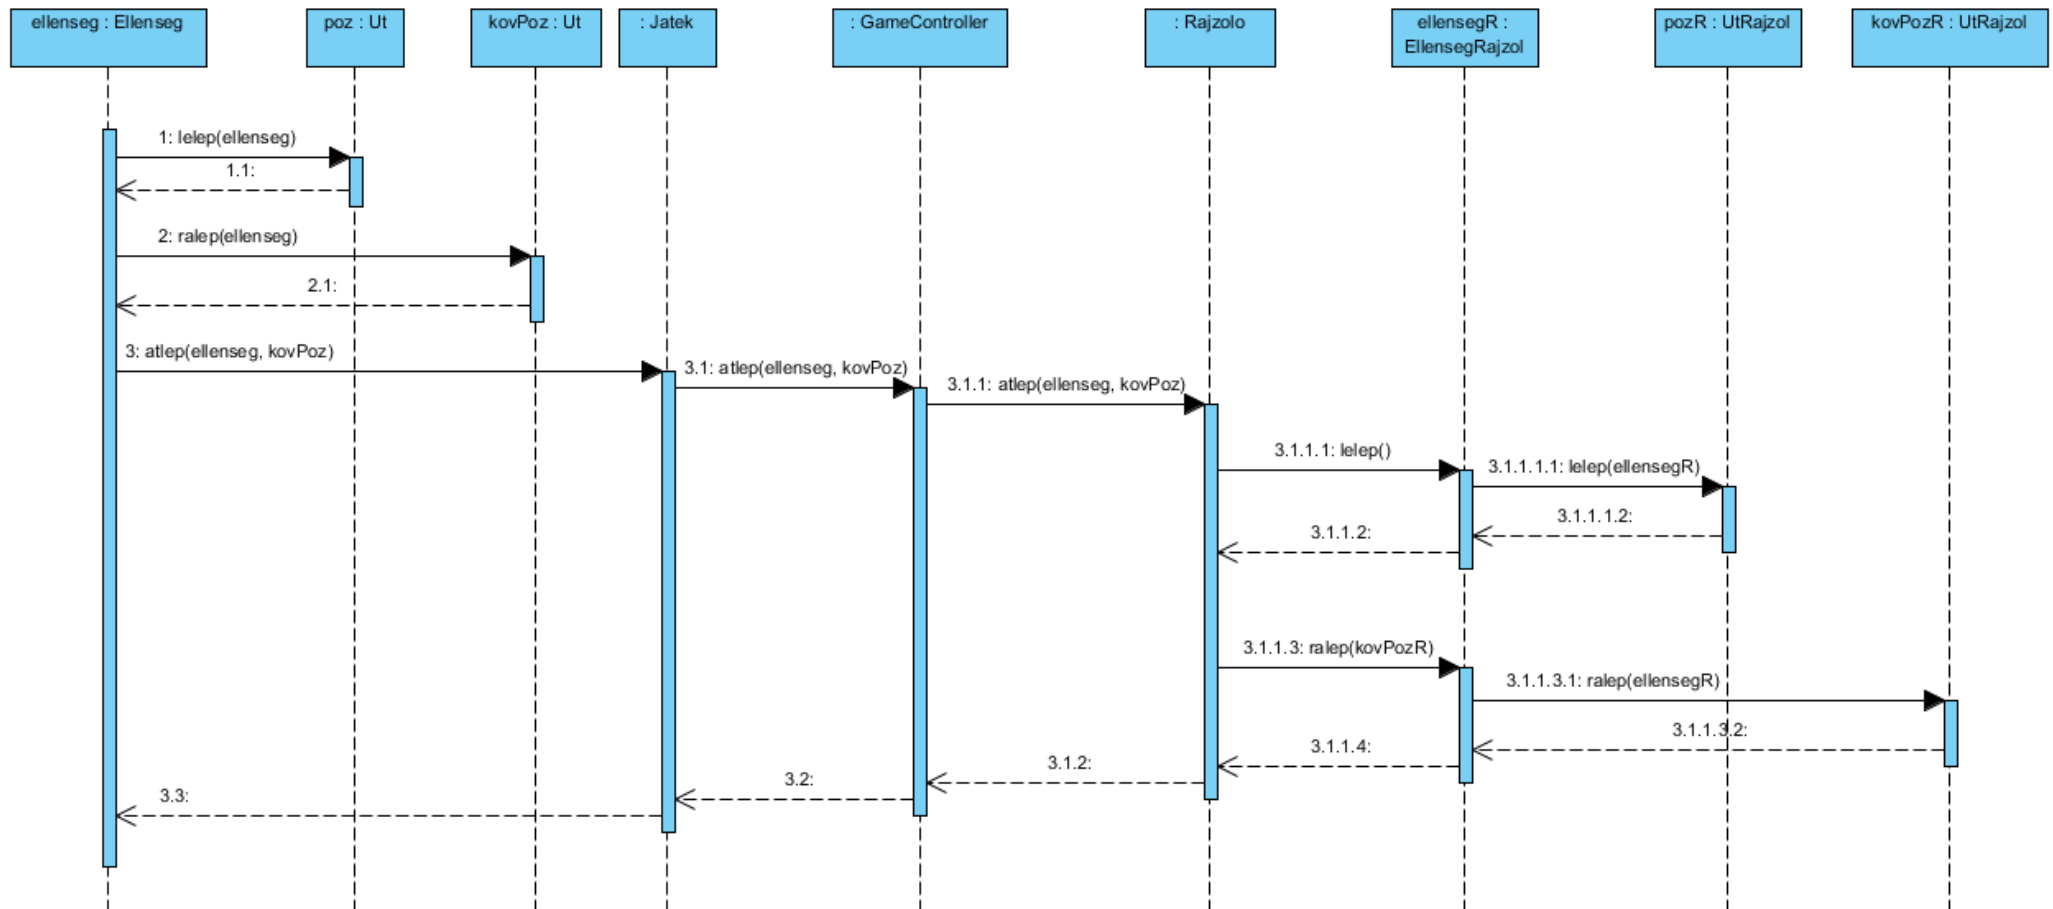 ellenseg : Ellenseg
poz : Ut
kovPoz : Ut
: Jatek
: GameController
: Rajzolo
ellensegR :
EllensegRajzol
pozR : UtRajzol
kovPozR : UtRajzol
1: lelep(ellenseg)
1.1:
2: ralep(ellenseg)
2.1:
3: atlep(ellenseg, kovPoz)
3.1: atlep(ellenseg, kovPoz)
3.1.1: atlep(ellenseg, kovPoz)
3.1.1.1: lelep()
3.1.1.1.1: lelep(ellensegR)
3.1.1.1.2:
3.1.1.2:
3.1.1.3: ralep(kovPozR)
3.1.1.3.1: ralep(ellensegR)
3.1.1.3.2:
3.1.1.4:
3.1.2:
3.2:
3.3: